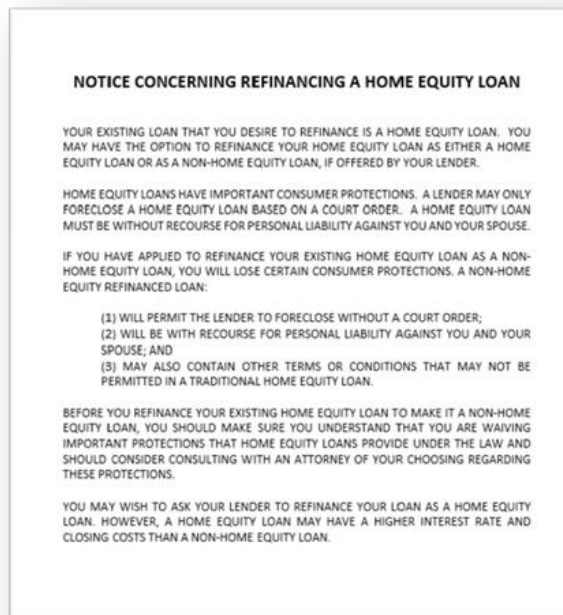 NOTICE CONCERNING REFINANCING A HOME EQUITY LOAN
YOUR EXISTING LOAN THAT YOU DESIRE TO REFINANCE IS A HOME EQUITY LOAN. YOU
MAY HAVE THE OPTION TO REFINANCE YOUR HOME EQUITY LOAN AS EITHER A HOME
EQUITY LOAN OR AS A NON-HOME EQUITY LOAN, IF OFFERED BY YOUR LENDER.
HOME EQUITY LOANS HAVE IMPORTANT CONSUMER PROTECTIONS. A LENDER MAY ONLY
FORECLOSE A HOME EQUITY LOAN BASED ON A COURT ORDER. A HOME EQUITY LOAN
MUST BE WITHOUT RECOURSE FOR PERSONAL LIABILITY AGAINST YOU AND YOUR SPOUSE.
IF YOU HAVE APPLIED TO REFINANCE YOUR EXISTING HOME EQUITY LOAN AS A NON-
HOME EQUITY LOAN, YOU WILL LOSE CERTAIN CONSUMER PROTECTIONS. A NON-HOME
EQUITY REFINANCED LOAN:
(1) WILL PERMIT THE LENDER TO FORECLOSE WITHOUT A COURT ORDER;
(2) WILL BE WITH RECOURSE FOR PERSONAL LIABILITY AGAINST YOU AND YOUR
SPOUSE; AND
(3) MAY ALSO CONTAIN OTHER TERMS OR CONDITIONS THAT MAY NOT BE
PERMITTED IN A TRADITIONAL HOME EQUITY LOAN.
BEFORE YOU REFINANCE YOUR EXISTING HOME EQUITY LOAN TO MAKE IT A NON-HOME
EQUITY LOAN, YOU SHOULD MAKE SURE YOU UNDERSTAND THAT YOU ARE WAIVING
IMPORTANT PROTECTIONS THAT HOME EQUITY LOANS PROVIDE UNDER THE LAW AND
SHOULD CONSIDER CONSULTING WITH AN ATTORNEY OF YOUR CHOOSING REGARDING
THESE PROTECTIONS.
YOU MAY WISH TO ASK YOUR LENDER TO REFINANCE YOUR LOAN AS A HOME EQUITY
LOAN. HOWEVER, A HOME EQUITY LOAN MAY HAVE A HIGHER INTEREST RATE AND
CLOSING COSTS THAN A NON-HOME EQUITY LOAN.